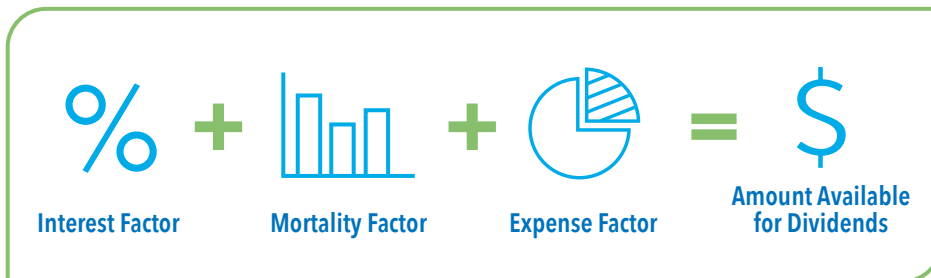 % + + = $
Interest Factor
Mortality Factor
Expense Factor
Amount Available
for Dividends